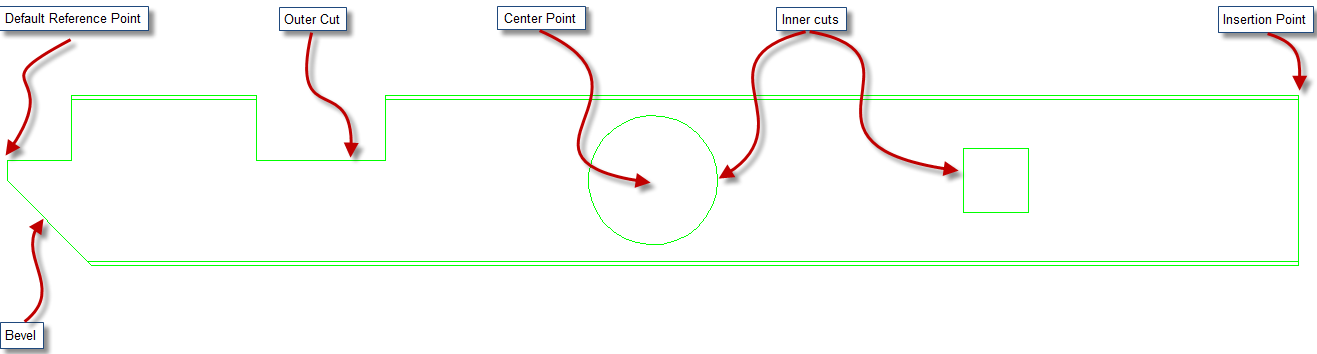 Default Reference Point
Outer Cut
Center Point
Inner cuts
Insertion Point
Bevel